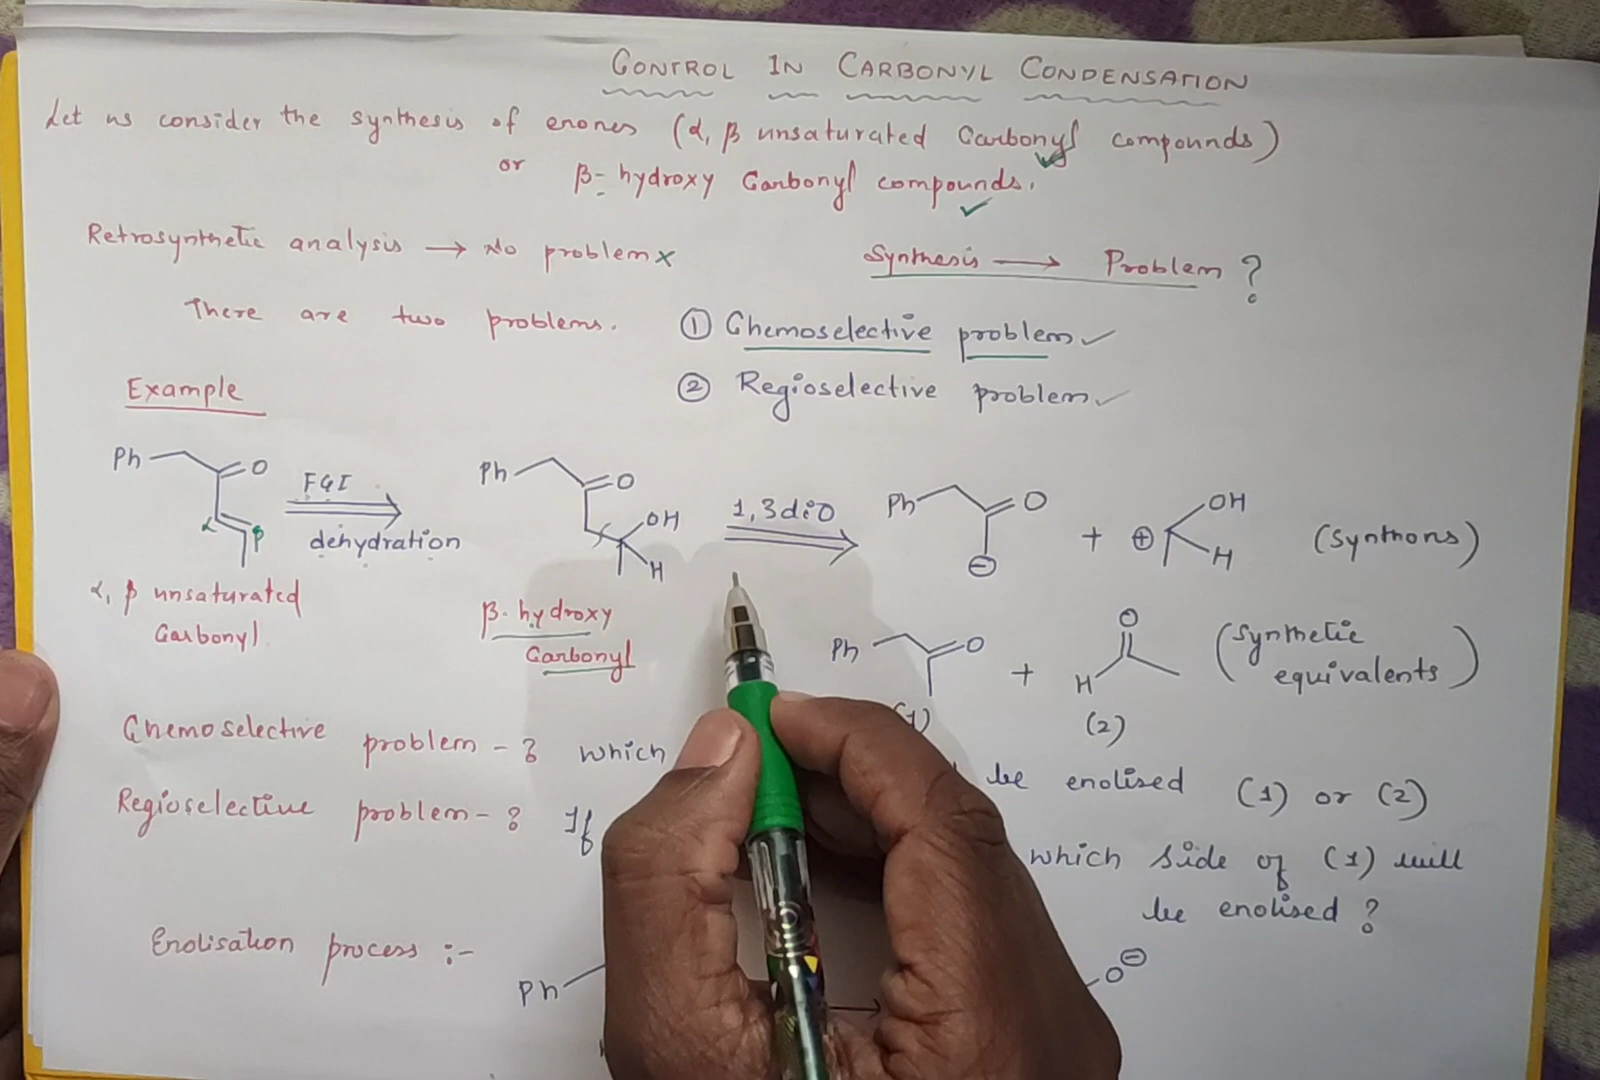 CONTROL IN CARBONYL CONDENSATION
Let us consider the synthesis of enones (α, β unsaturated Carbonyl compounds)
or β- hydroxy Carbonyl compounds.
Retrosynthetic analysis → No problem x
Synthesis → Problem ?
There are two problems. ① Chemoselective problem ✓
② Regioselective problem ✓
Example
Ph O α β
FGI
dehydration
Ph O OH H
1,3 diO
Ph O ⊖ + ⊕ OH H (Synthons)
α, β unsaturated
Carbonyl
β- hydroxy
Carbonyl
Ph O + H O (Synthetic
equivalents)
(1) (2)
Chemoselective problem - ? which be enolised (1) or (2)
Regioselective problem - ? If which side of (1) will
be enolised ?
Enolisation process :-
Ph → O⊖